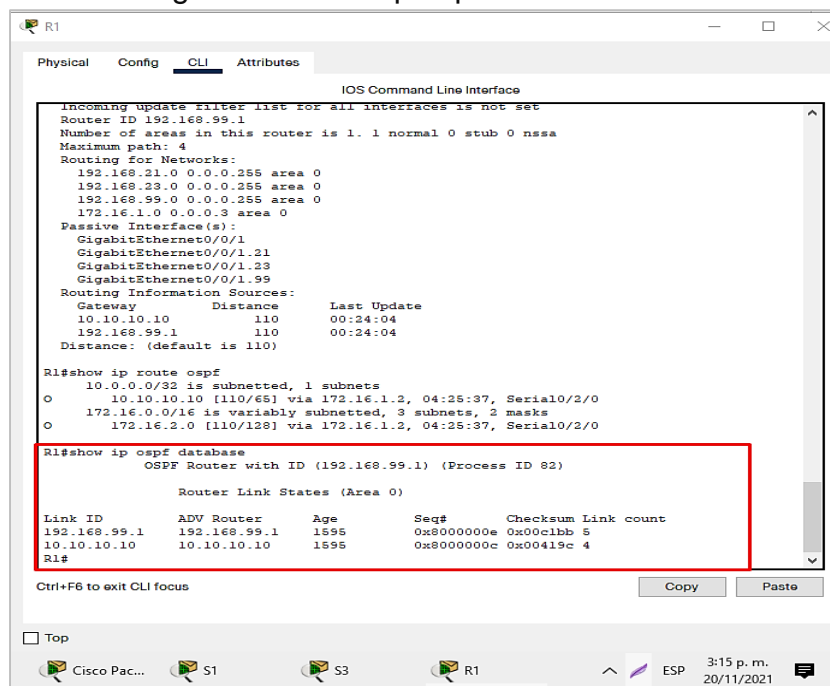 R1
Physical Config CLI Attributes
IOS Command Line Interface
Incoming update filter list for all interfaces is not set
Router ID 192.168.99.1
Number of areas in this router is 1. 1 normal 0 stub 0 nssa
Maximum path: 4
Routing for Networks:
192.168.21.0 0.0.0.255 area 0
192.168.23.0 0.0.0.255 area 0
192.168.99.0 0.0.0.255 area 0
172.16.1.0 0.0.0.3 area 0
Passive Interface(s):
GigabitEthernet0/0/1
GigabitEthernet0/0/1.21
GigabitEthernet0/0/1.23
GigabitEthernet0/0/1.99
Routing Information Sources:
Gateway Distance Last Update
10.10.10.10 110 00:24:04
192.168.99.1 110 00:24:04
Distance: (default is 110)
R1#show ip route ospf
10.0.0.0/32 is subnetted, 1 subnets
O 10.10.10.10 [110/65] via 172.16.1.2, 04:25:37, Serial0/2/0
172.16.0.0/16 is variably subnetted, 3 subnets, 2 masks
O 172.16.2.0 [110/128] via 172.16.1.2, 04:25:37, Serial0/2/0
R1#show ip ospf database
OSPF Router with ID (192.168.99.1) (Process ID 82)
Router Link States (Area 0)
Link ID ADV Router Age Seq# Checksum Link count
192.168.99.1 192.168.99.1 1595 0x8000000e 0x00c1bb 5
10.10.10.10 10.10.10.10 1595 0x8000000c 0x00419c 4
R1#
Ctrl+F6 to exit CLI focus
Copy Paste
Top
Cisco Pac... S1 S3 R1 ESP 3:15 p. m.
20/11/2021